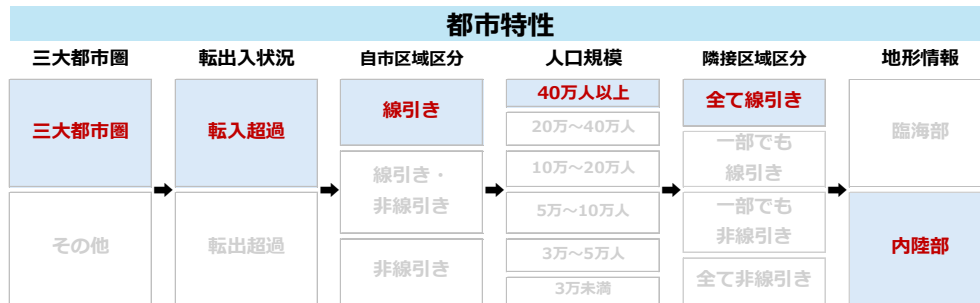 都市特性
三大都市圏
転出入状況
自市区域区分
人口規模
隣接区域区分
地形情報
三大都市圏
その他
転入超過
転出超過
線引き
線引き・
非線引き
非線引き
40万人以上
20万～40万人
10万～20万人
5万～10万人
3万～5万人
3万未満
全て線引き
一部でも
線引き
一部でも
非線引き
全て非線引き
臨海部
内陸部